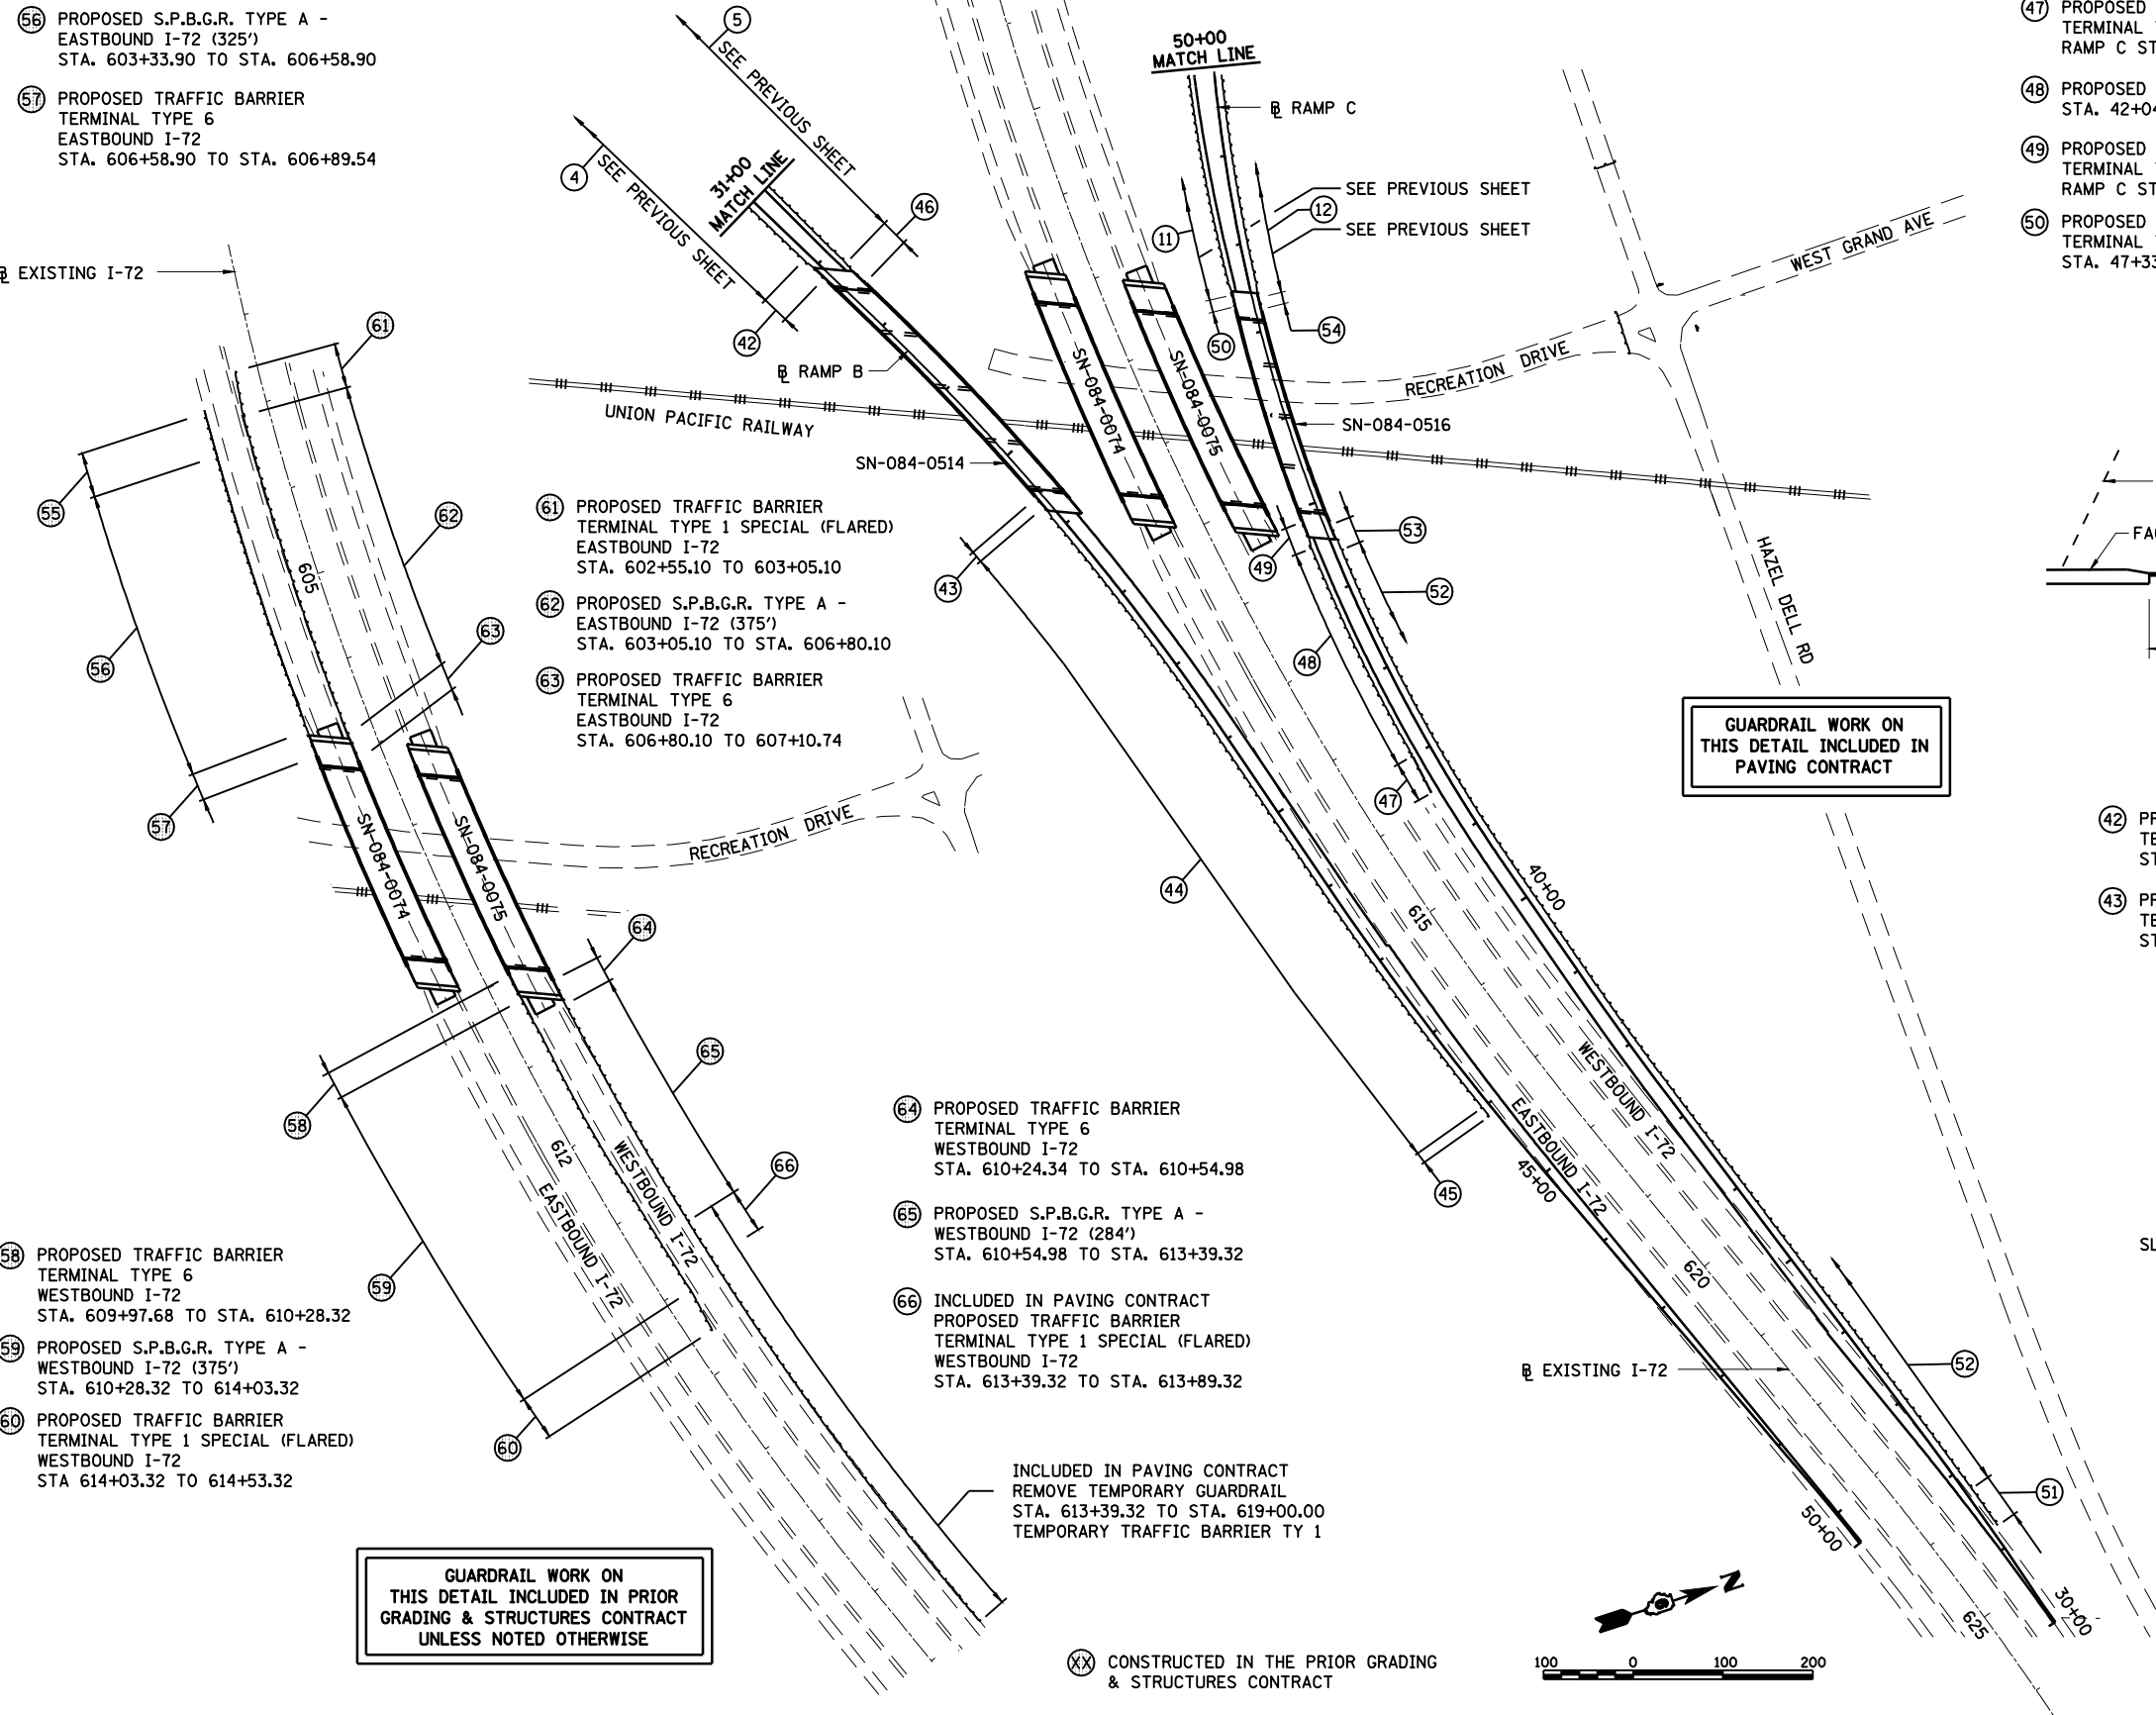 56 PROPOSED S.P.B.G.R. TYPE A -
EASTBOUND I-72 (325')
STA. 603+33.90 TO STA. 606+58.90
57 PROPOSED TRAFFIC BARRIER
TERMINAL TYPE 6
EASTBOUND I-72
STA. 606+58.90 TO STA. 606+89.54
℄ EXISTING I-72
61
62
63
55
56
57
605
SN-084-0074
SN-084-0075
RECREATION DRIVE
64
65
66
58
59
60
612
EASTBOUND I-72
WESTBOUND I-72
58 PROPOSED TRAFFIC BARRIER
TERMINAL TYPE 6
WESTBOUND I-72
STA. 609+97.68 TO STA. 610+28.32
59 PROPOSED S.P.B.G.R. TYPE A -
WESTBOUND I-72 (375')
STA. 610+28.32 TO 614+03.32
60 PROPOSED TRAFFIC BARRIER
TERMINAL TYPE 1 SPECIAL (FLARED)
WESTBOUND I-72
STA 614+03.32 TO 614+53.32
GUARDRAIL WORK ON
THIS DETAIL INCLUDED IN PRIOR
GRADING & STRUCTURES CONTRACT
UNLESS NOTED OTHERWISE
5
SEE PREVIOUS SHEET
4
SEE PREVIOUS SHEET
31+00
MATCH LINE
46
42
℄ RAMP B
UNION PACIFIC RAILWAY
SN-084-0514
43
61 PROPOSED TRAFFIC BARRIER
TERMINAL TYPE 1 SPECIAL (FLARED)
EASTBOUND I-72
STA. 602+55.10 TO 603+05.10
62 PROPOSED S.P.B.G.R. TYPE A -
EASTBOUND I-72 (375')
STA. 603+05.10 TO STA. 606+80.10
63 PROPOSED TRAFFIC BARRIER
TERMINAL TYPE 6
EASTBOUND I-72
STA. 606+80.10 TO 607+10.74
50+00
MATCH LINE
℄ RAMP C
SEE PREVIOUS SHEET
12
SEE PREVIOUS SHEET
11
50
54
SN-084-0074
SN-084-0075
SN-084-0516
WEST GRAND AVE
RECREATION DRIVE
HAZEL DELL RD
49
53
52
48
47
44
45
615
40+00
WESTBOUND I-72
EASTBOUND I-72
45+00
620
℄ EXISTING I-72
52
51
50+00
625
30+00
GUARDRAIL WORK ON
THIS DETAIL INCLUDED IN
PAVING CONTRACT
64 PROPOSED TRAFFIC BARRIER
TERMINAL TYPE 6
WESTBOUND I-72
STA. 610+24.34 TO STA. 610+54.98
65 PROPOSED S.P.B.G.R. TYPE A -
WESTBOUND I-72 (284')
STA. 610+54.98 TO STA. 613+39.32
66 INCLUDED IN PAVING CONTRACT
PROPOSED TRAFFIC BARRIER
TERMINAL TYPE 1 SPECIAL (FLARED)
WESTBOUND I-72
STA. 613+39.32 TO STA. 613+89.32
INCLUDED IN PAVING CONTRACT
REMOVE TEMPORARY GUARDRAIL
STA. 613+39.32 TO STA. 619+00.00
TEMPORARY TRAFFIC BARRIER TY 1
XX CONSTRUCTED IN THE PRIOR GRADING
& STRUCTURES CONTRACT
N
100 0 100 200
47 PROPOSED
TERMINAL
RAMP C ST
48 PROPOSED
STA. 42+04
49 PROPOSED
TERMINAL
RAMP C ST
50 PROPOSED
TERMINAL
STA. 47+33
FA
42 PR
TE
ST
43 PR
TE
ST
SL